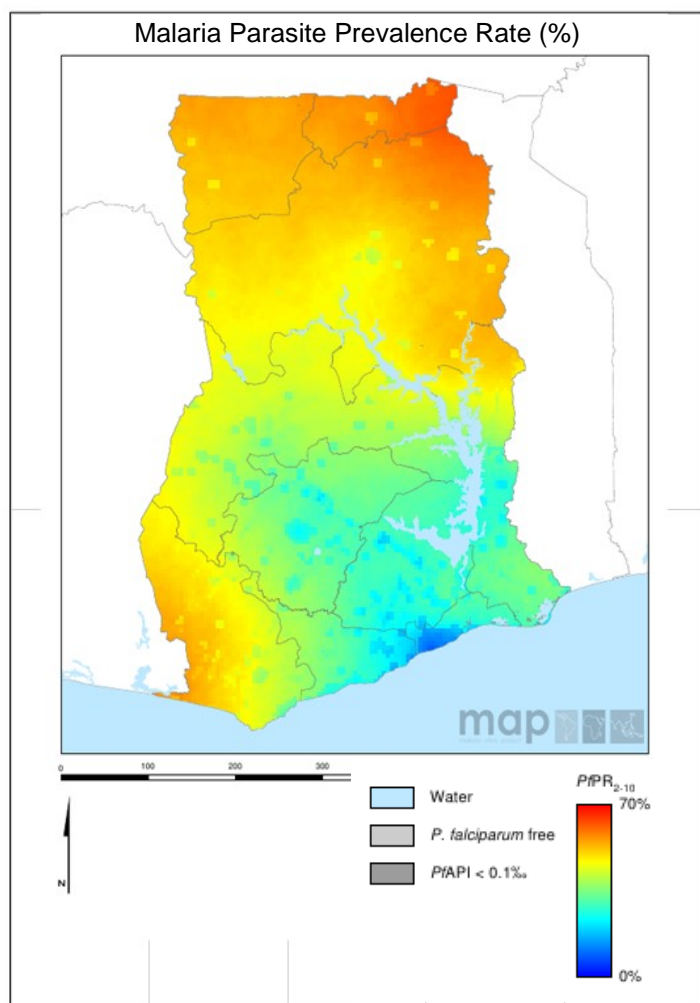 Malaria Parasite Prevalence Rate (%)
map
0 100 200 300
Water
P. falciparum free
PfAPI < 0.1‰
N
PfPR2-10
70%
0%